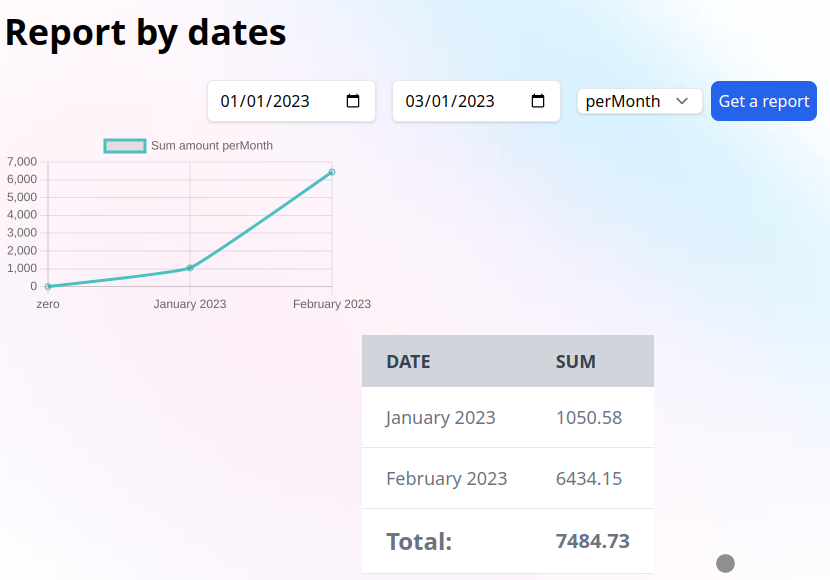 Report by dates
01/01/2023 03/01/2023 perMonth Get a report
Sum amount perMonth
7,000
6,000
5,000
4,000
3,000
2,000
1,000
0
zero January 2023 February 2023
DATE SUM
January 2023 1050.58
February 2023 6434.15
Total: 7484.73